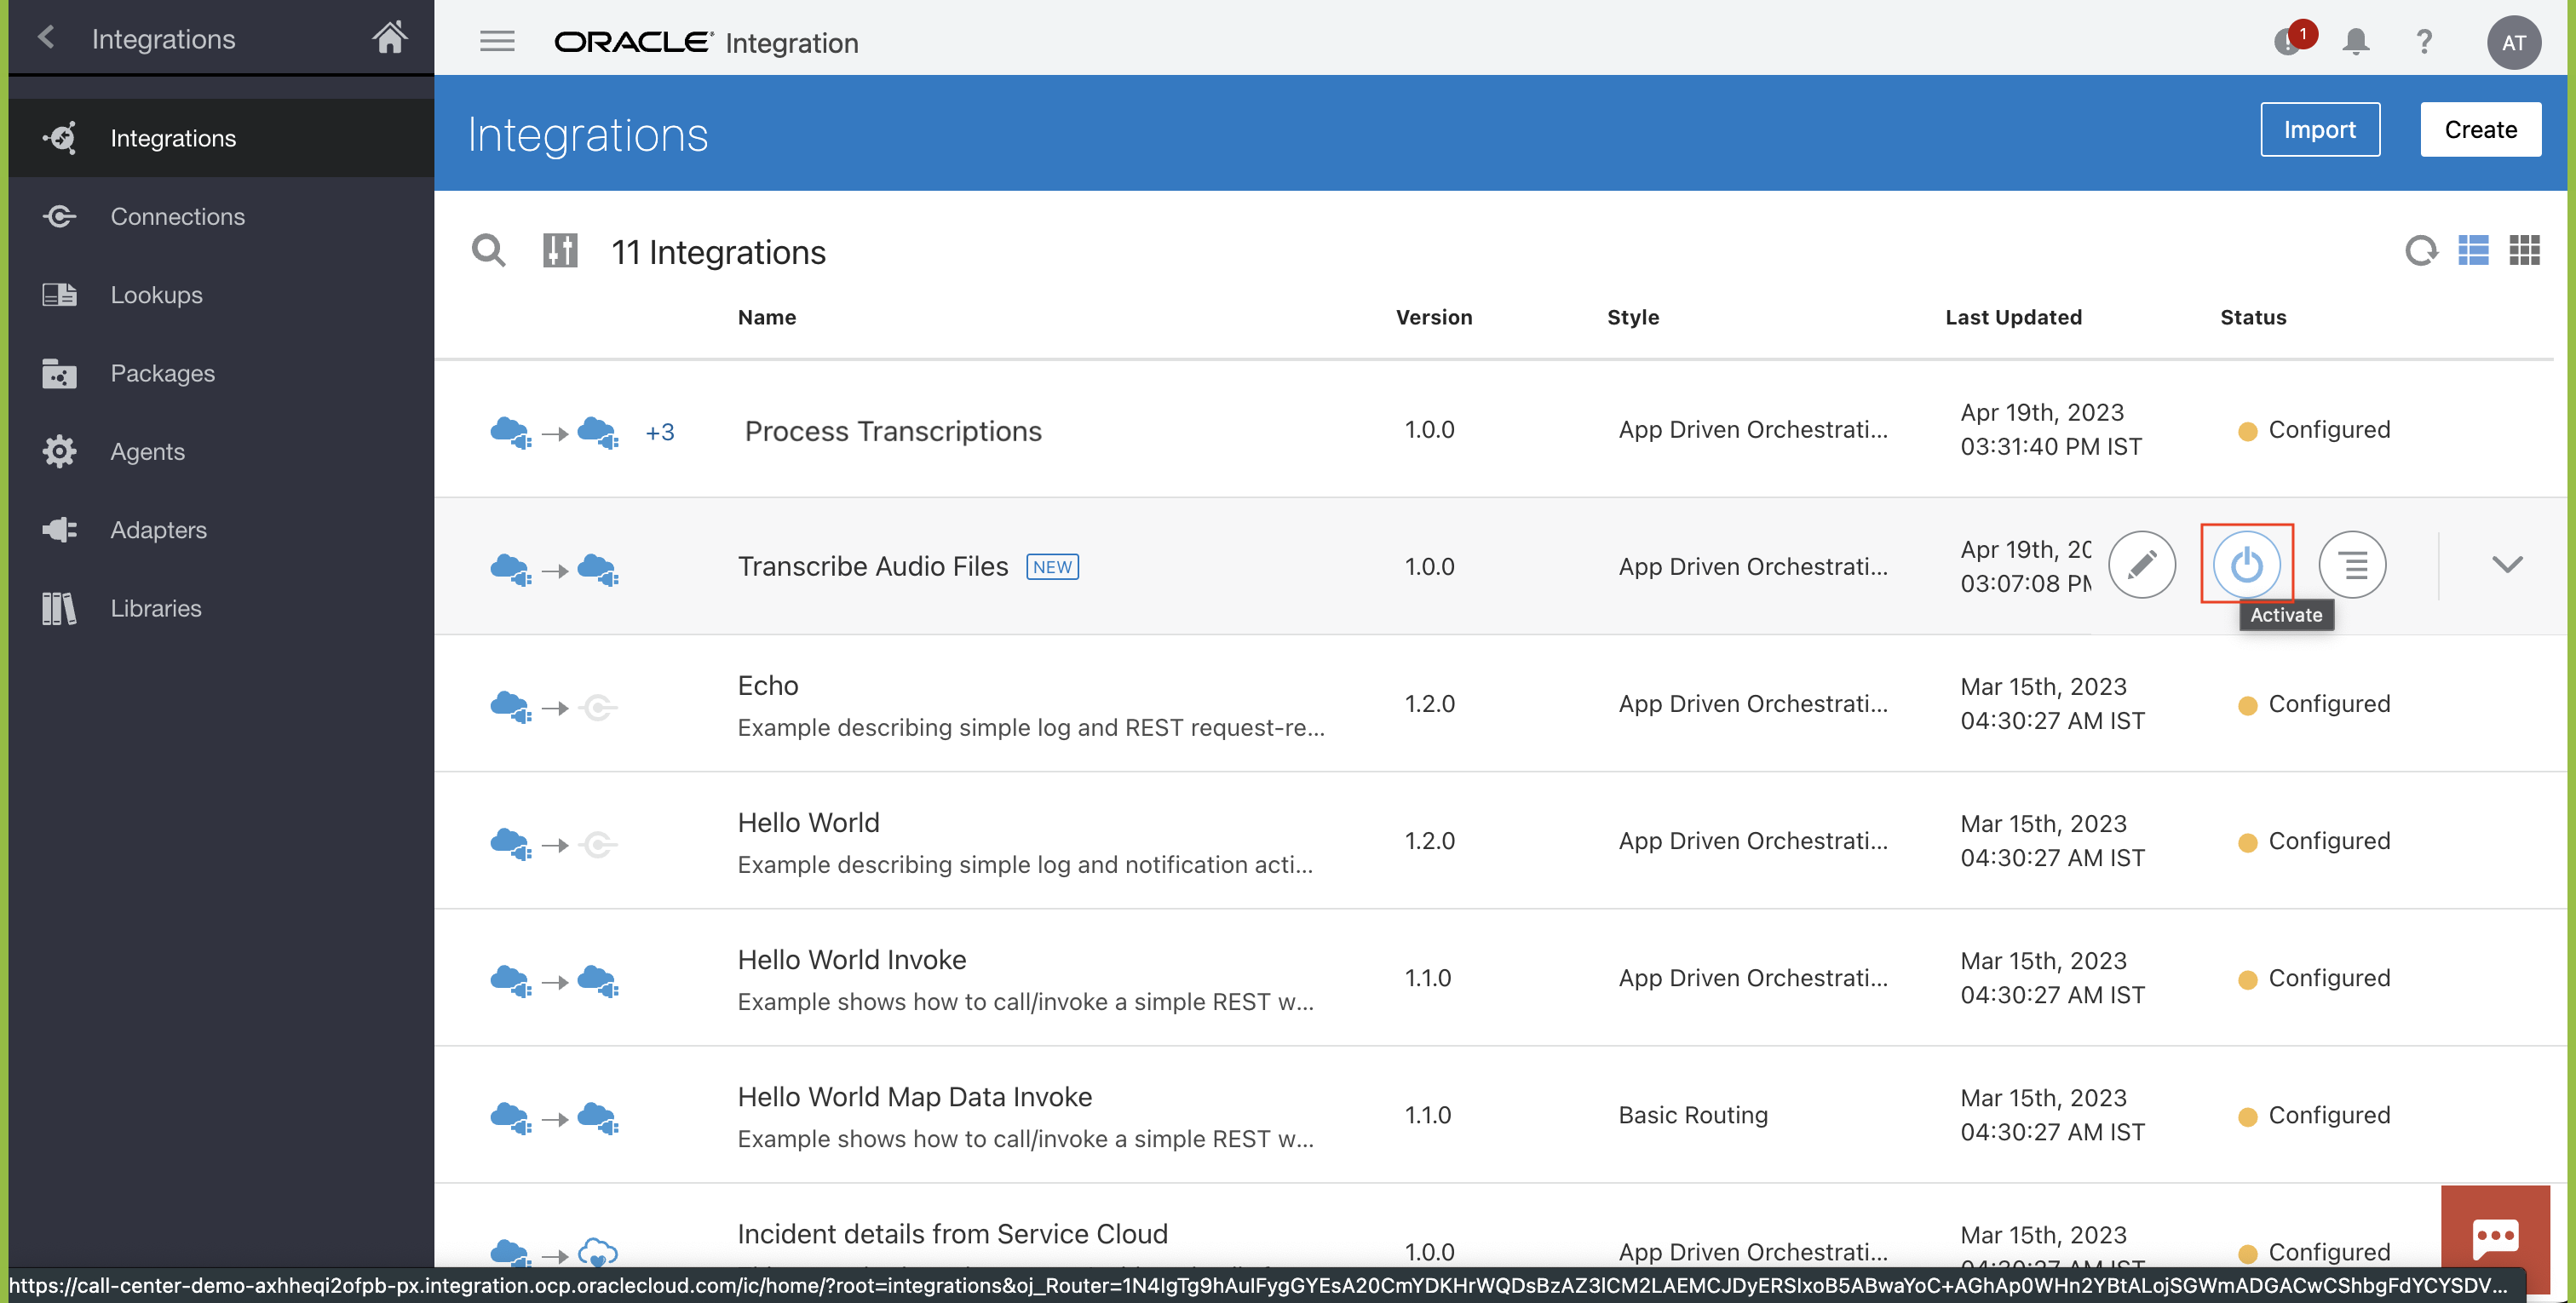 Integrations
ORACLE Integration
1
?
AT
Integrations
Connections
Lookups
Packages
Agents
Adapters
Libraries
Integrations
Import
Create
11 Integrations
Name Version Style Last Updated Status
+3 Process Transcriptions 1.0.0 App Driven Orchestrati... Apr 19th, 2023 Configured
03:31:40 PM IST
Transcribe Audio Files NEW 1.0.0 App Driven Orchestrati... Apr 19th, 20
03:07:08 PM
Activate
Echo 1.2.0 App Driven Orchestrati... Mar 15th, 2023 Configured
Example describing simple log and REST request-re... 04:30:27 AM IST
Hello World 1.2.0 App Driven Orchestrati... Mar 15th, 2023 Configured
Example describing simple log and notification acti... 04:30:27 AM IST
Hello World Invoke 1.1.0 App Driven Orchestrati... Mar 15th, 2023 Configured
Example shows how to call/invoke a simple REST w... 04:30:27 AM IST
Hello World Map Data Invoke 1.1.0 Basic Routing Mar 15th, 2023 Configured
Example shows how to call/invoke a simple REST w... 04:30:27 AM IST
Incident details from Service Cloud 1.0.0 App Driven Orchestrati... Mar 15th, 2023 Configured
https://call-center-demo-axhheqi2ofpb-px.integration.ocp.oraclecloud.com/ic/home/?root=integrations&oj_Router=1N4IgTg9hAuIFygGYEsA20CmYDKHrWQDsBzAZ3lCM2LAEMCJDyERSIxoB5ABwaYoC+AGhAp0WHn2YBtALojSGWmADGACwCShbgFdYCYSDV...